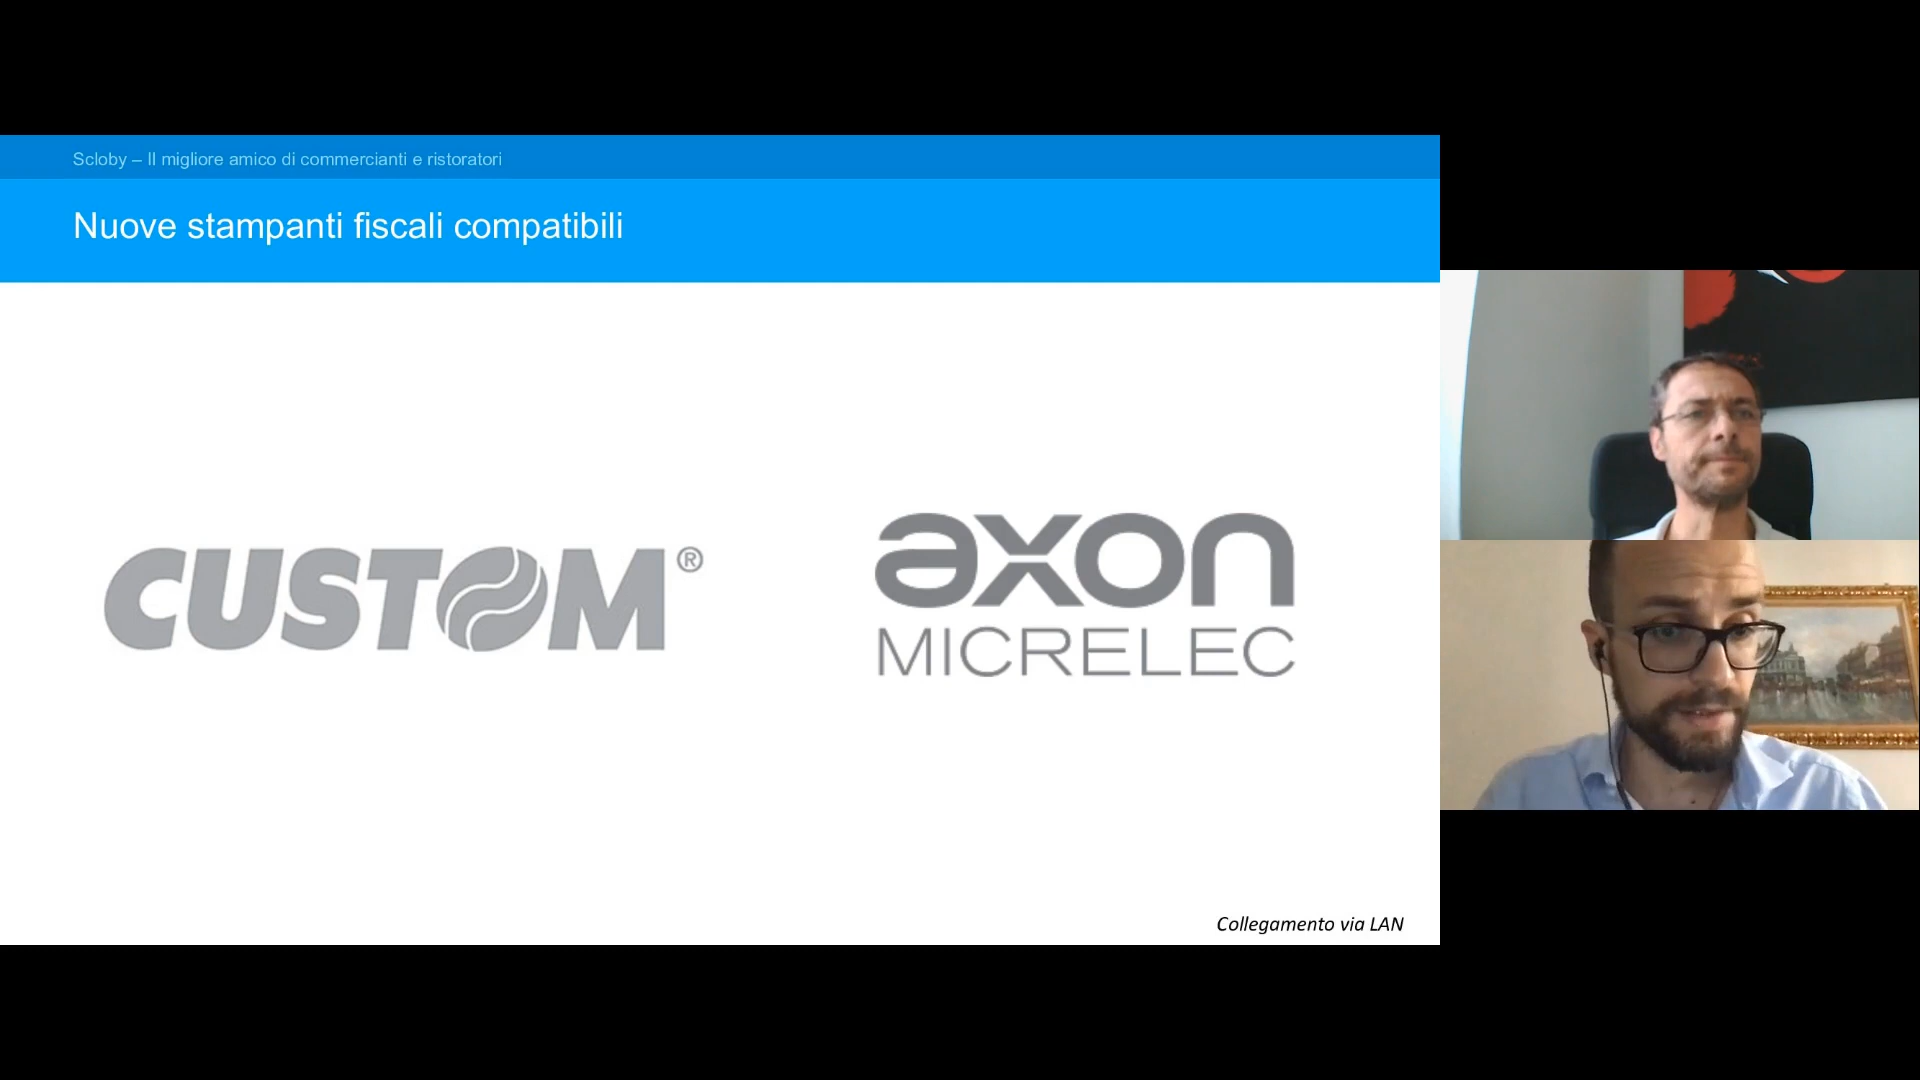 Scloby – Il migliore amico di commercianti e ristoratori
Nuove stampanti fiscali compatibili
CUSTOM®
axon
MICRELEC
Collegamento via LAN